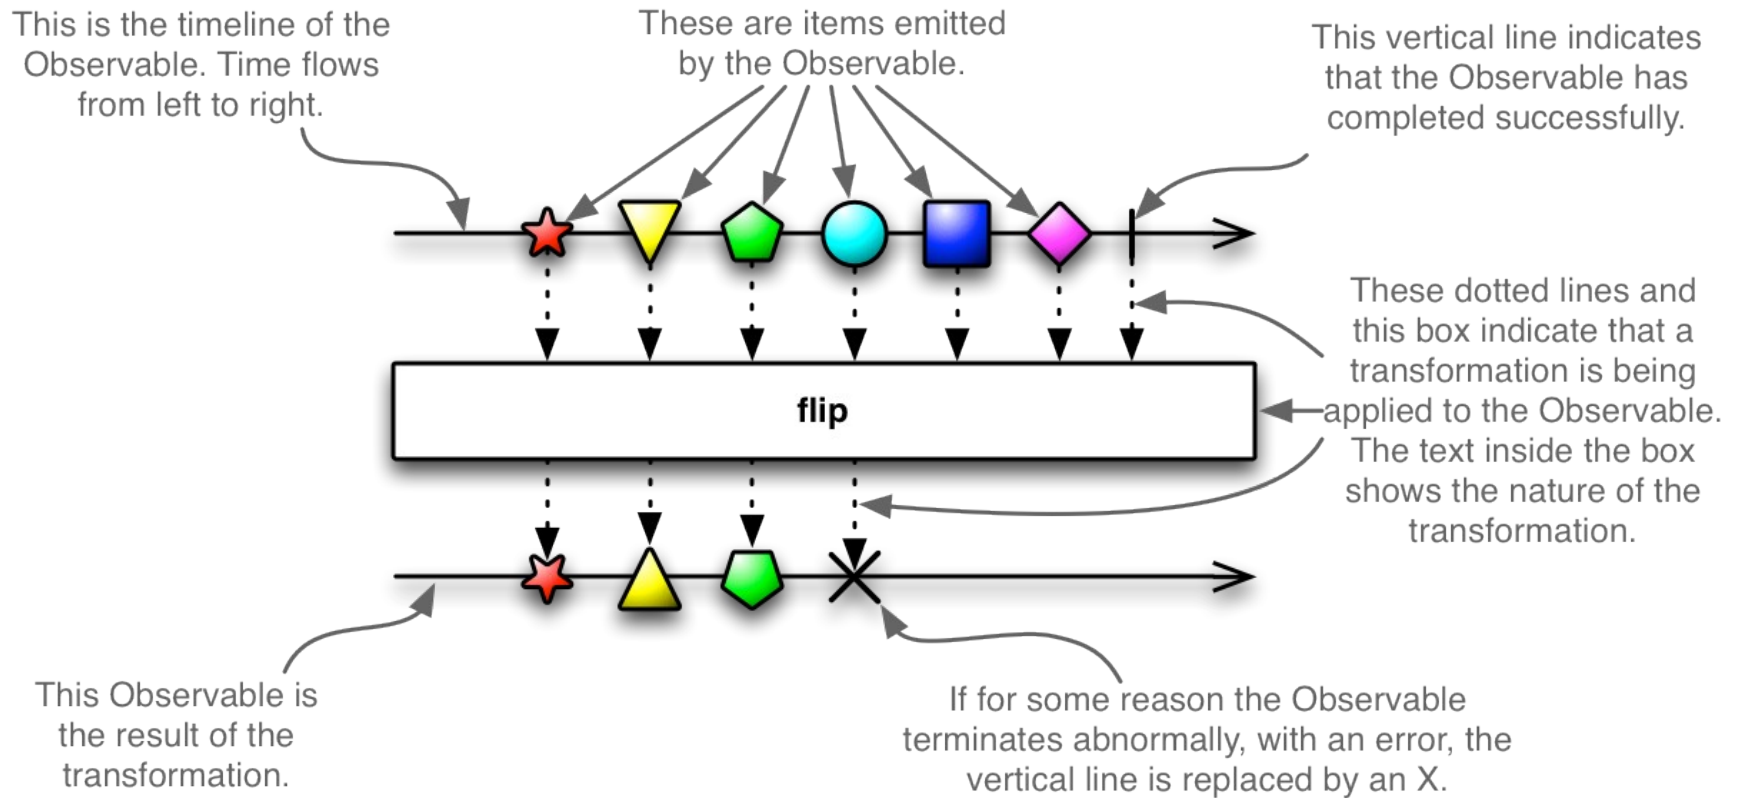 This is the timeline of the
Observable. Time flows
from left to right.
These are items emitted
by the Observable.
This vertical line indicates
that the Observable has
completed successfully.
These dotted lines and
this box indicate that a
transformation is being
applied to the Observable.
The text inside the box
shows the nature of the
transformation.
flip
This Observable is
the result of the
transformation.
If for some reason the Observable
terminates abnormally, with an error, the
vertical line is replaced by an X.